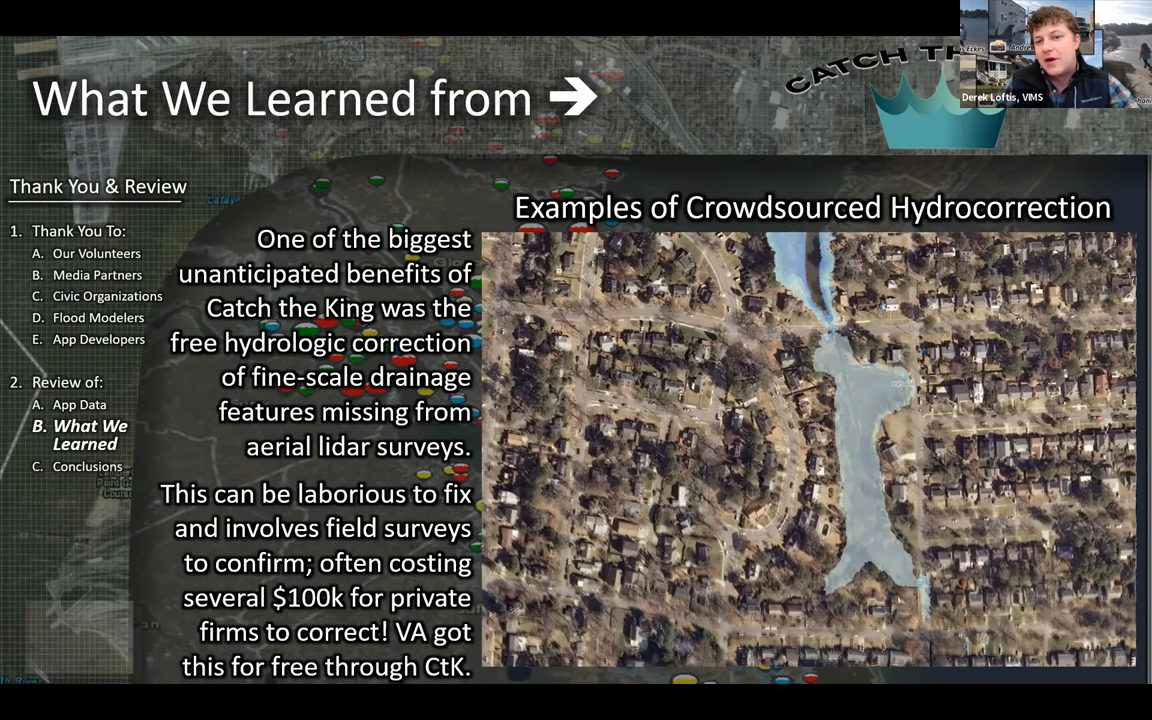 What We Learned from
CATCH TH
Derek Loftis, VIMS
Thank You & Review
1. Thank You To:
A. Our Volunteers
B. Media Partners
C. Civic Organizations
D. Flood Modelers
E. App Developers
2. Review of:
A. App Data
B. What We
Learned
C. Conclusions
One of the biggest
unanticipated benefits of
Catch the King was the
free hydrologic correction
of fine-scale drainage
features missing from
aerial lidar surveys.
This can be laborious to fix
and involves field surveys
to confirm; often costing
several $100k for private
firms to correct! VA got
this for free through CtK.
Examples of Crowdsourced Hydrocorrection